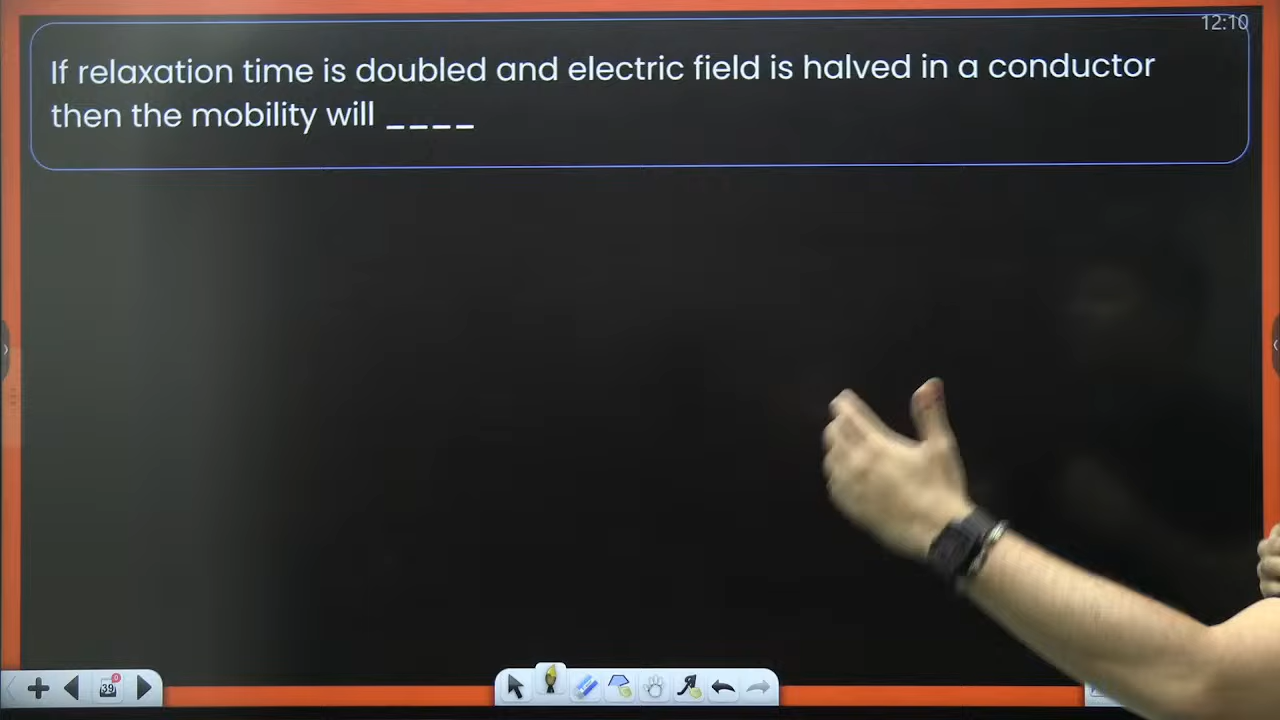 12:10
If relaxation time is doubled and electric field is halved in a conductor
then the mobility will ____
39